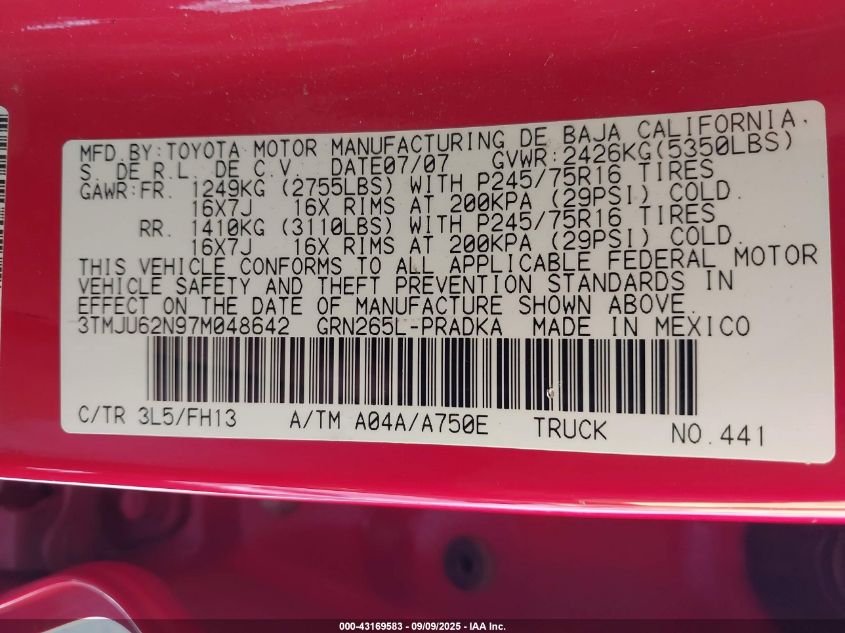 MFD.BY:TOYOTA MOTOR MANUFACTURING DE BAJA CALIFORNIA,
S. DE R.L. DE C.V. DATE07/07 GVWR:2426KG(5350LBS)
GAWR:FR. 1249KG (2755LBS) WITH P245/75R16 TIRES
16X7J 16X RIMS AT 200KPA (29PSI) COLD.
RR. 1410KG (3110LBS) WITH P245/75R16 TIRES
16X7J 16X RIMS AT 200KPA (29PSI) COLD.
THIS VEHICLE CONFORMS TO ALL APPLICABLE FEDERAL MOTOR
VEHICLE SAFETY AND THEFT PREVENTION STANDARDS IN
EFFECT ON THE DATE OF MANUFACTURE SHOWN ABOVE.
3TMJU62N97M048642 GRN265L-PRADKA MADE IN MEXICO
C/TR 3L5/FH13 A/TM A04A/A750E TRUCK NO.441
000-43169583 - 09/09/2025 - IAA Inc.